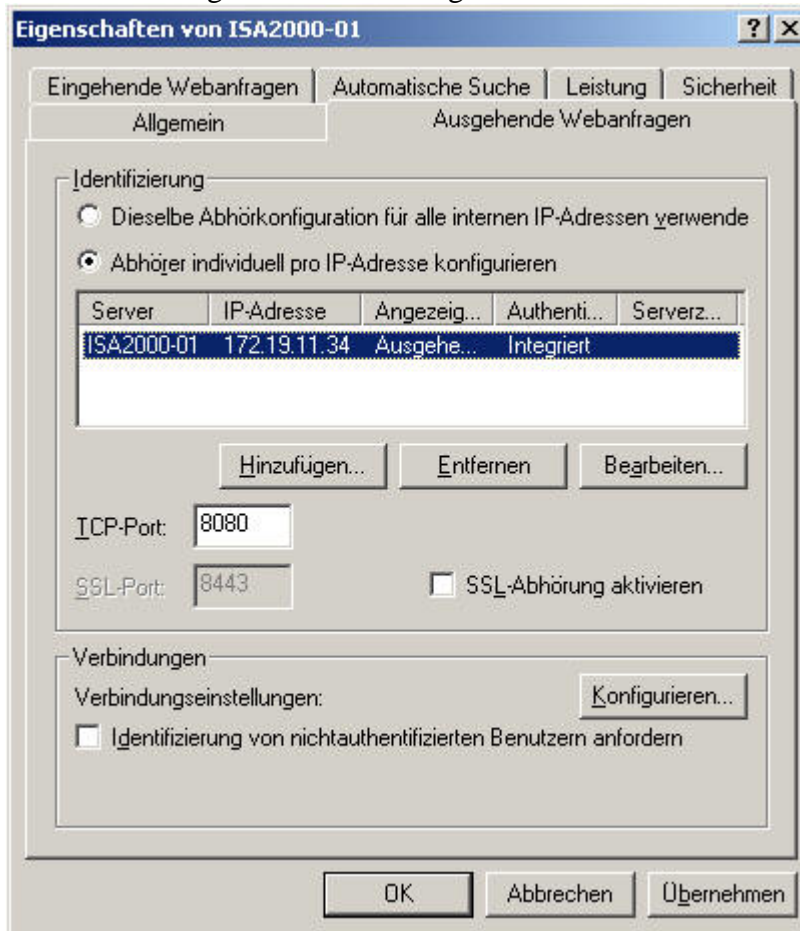 Eigenschaften von ISA2000-01
Eingehende Webanfragen Automatische Suche Leistung Sicherheit
Allgemein Ausgehende Webanfragen
Identifizierung
Dieselbe Abhörkonfiguration für alle internen IP-Adressen verwende
Abhörer individuell pro IP-Adresse konfigurieren
Server IP-Adresse Angezeig... Authenti... Serverz...
ISA2000-01 172.19.11.34 Ausgehe... Integriert
Hinzufügen... Entfernen Bearbeiten...
TCP-Port: 8080
SSL-Port: 8443 SSL-Abhörung aktivieren
Verbindungen
Verbindungseinstellungen: Konfigurieren...
Identifizierung von nichtauthentifizierten Benutzern anfordern
OK Abbrechen Übernehmen